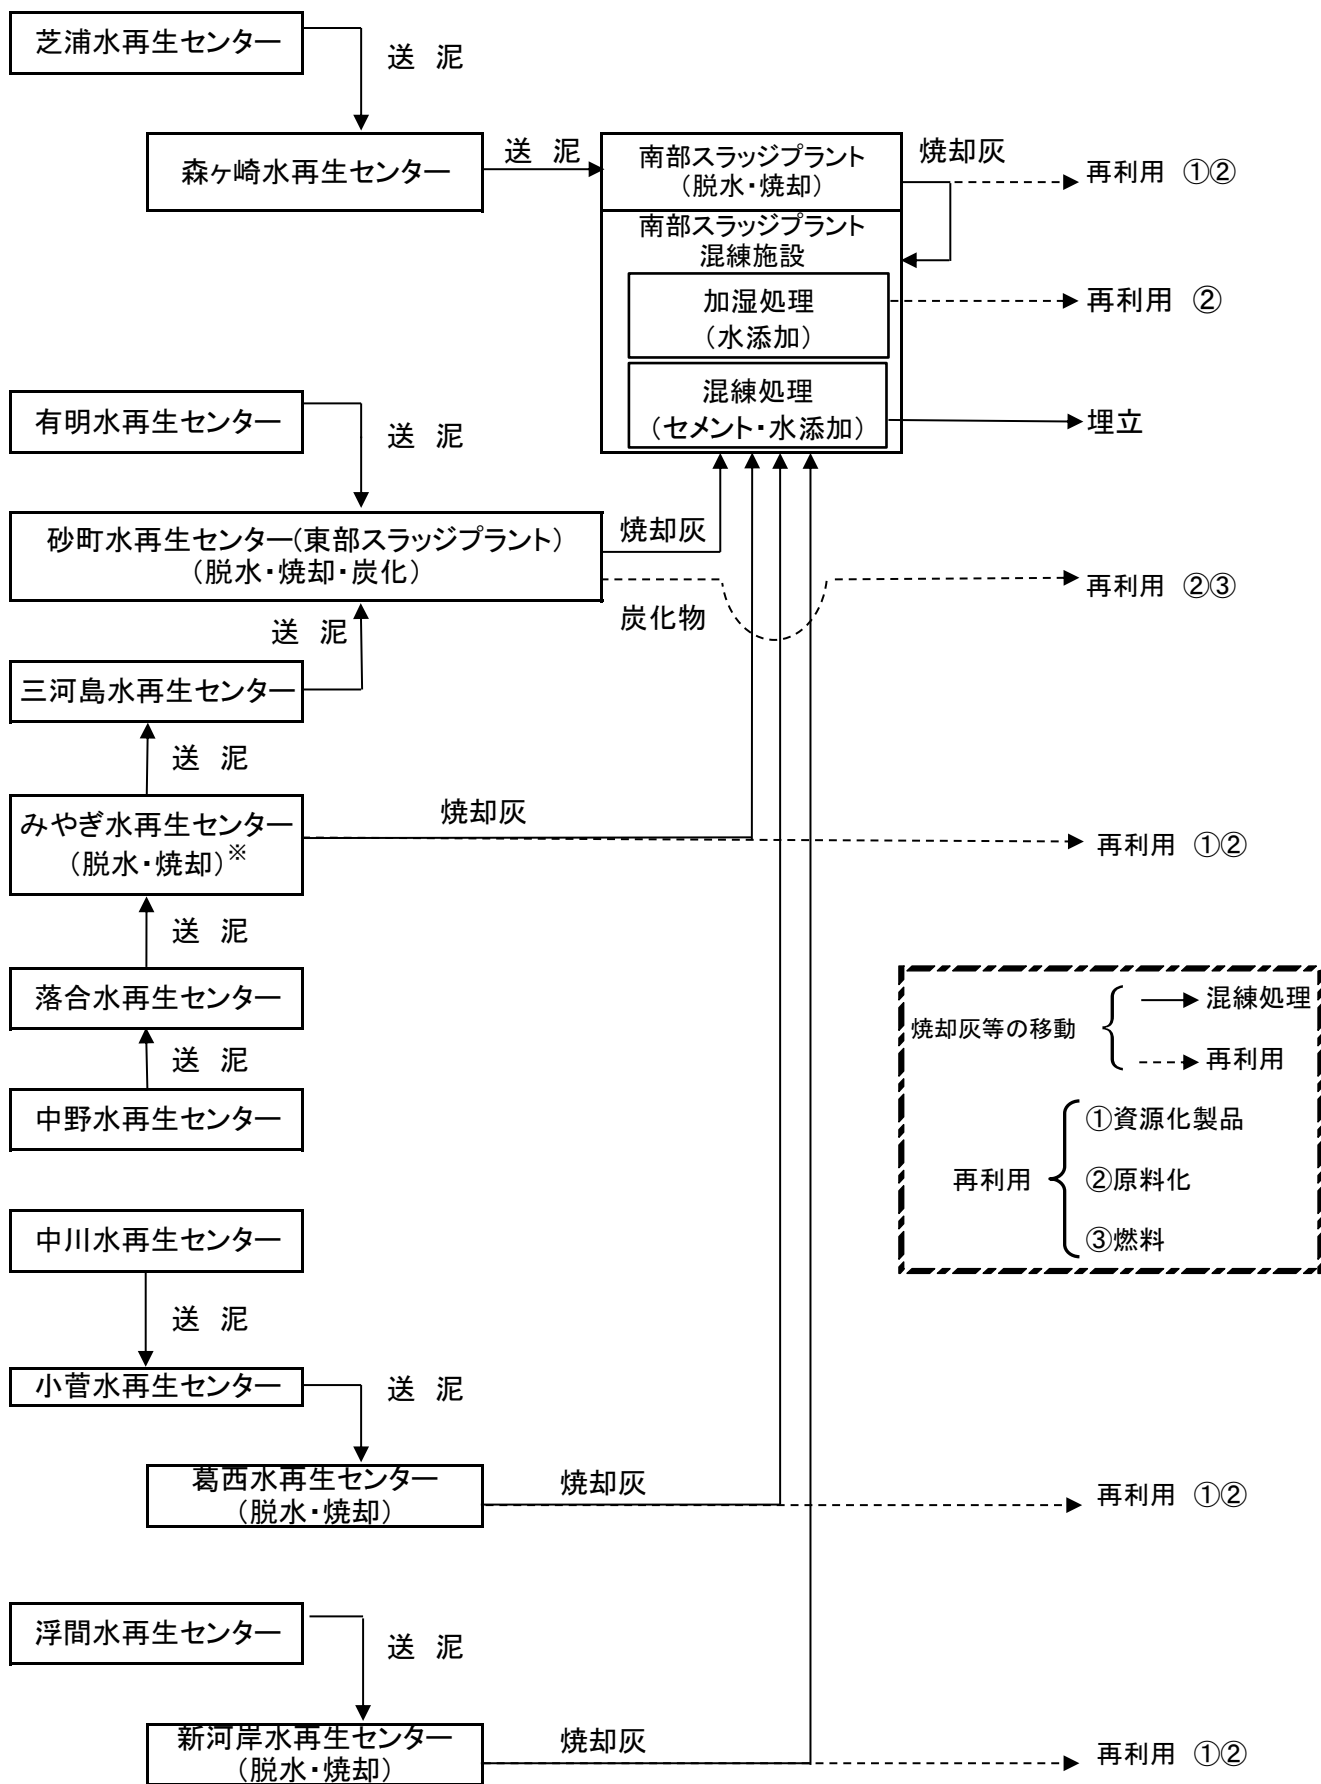 芝浦水再生センター
送 泥
森ヶ崎水再生センター
送 泥
南部スラッジプラント
(脱水・焼却)
焼却灰
再利用 ①②
南部スラッジプラント
混練施設
加湿処理
(水添加)
再利用 ②
混練処理
(セメント・水添加)
埋立
有明水再生センター
送 泥
砂町水再生センター(東部スラッジプラント)
(脱水・焼却・炭化)
焼却灰
炭化物
再利用 ②③
送 泥
三河島水再生センター
送 泥
みやぎ水再生センター
(脱水・焼却)※
焼却灰
再利用 ①②
送 泥
落合水再生センター
送 泥
中野水再生センター
焼却灰等の移動
混練処理
再利用
再利用
①資源化製品
②原料化
③燃料
中川水再生センター
送 泥
小菅水再生センター
送 泥
葛西水再生センター
(脱水・焼却)
焼却灰
再利用 ①②
浮間水再生センター
送 泥
新河岸水再生センター
(脱水・焼却)
焼却灰
再利用 ①②